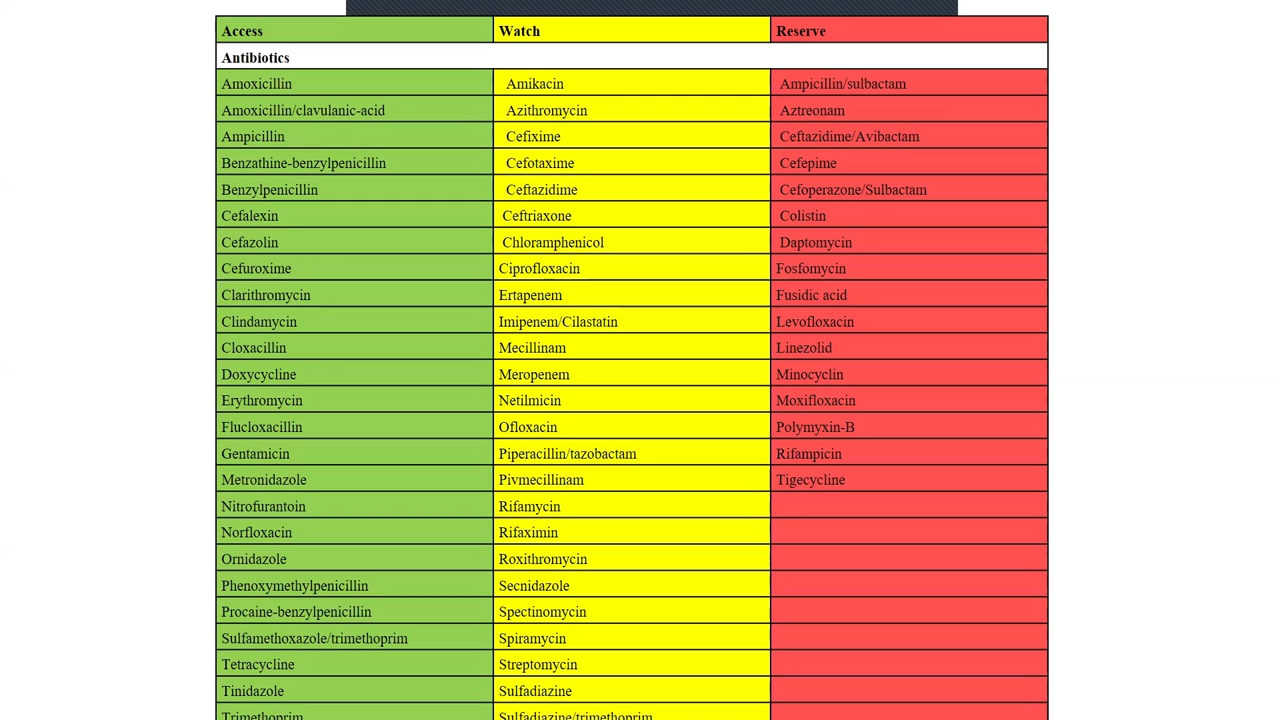 Access Watch Reserve
Antibiotics
Amoxicillin Amikacin Ampicillin/sulbactam
Amoxicillin/clavulanic-acid Azithromycin Aztreonam
Ampicillin Cefixime Ceftazidime/Avibactam
Benzathine-benzylpenicillin Cefotaxime Cefepime
Benzylpenicillin Ceftazidime Cefoperazone/Sulbactam
Cefalexin Ceftriaxone Colistin
Cefazolin Chloramphenicol Daptomycin
Cefuroxime Ciprofloxacin Fosfomycin
Clarithromycin Ertapenem Fusidic acid
Clindamycin Imipenem/Cilastatin Levofloxacin
Cloxacillin Mecillinam Linezolid
Doxycycline Meropenem Minocyclin
Erythromycin Netilmicin Moxifloxacin
Flucloxacillin Ofloxacin Polymyxin-B
Gentamicin Piperacillin/tazobactam Rifampicin
Metronidazole Pivmecillinam Tigecycline
Nitrofurantoin Rifamycin
Norfloxacin Rifaximin
Ornidazole Roxithromycin
Phenoxymethylpenicillin Secnidazole
Procaine-benzylpenicillin Spectinomycin
Sulfamethoxazole/trimethoprim Spiramycin
Tetracycline Streptomycin
Tinidazole Sulfadiazine
Trimethoprim Sulfadiazine/trimethoprim